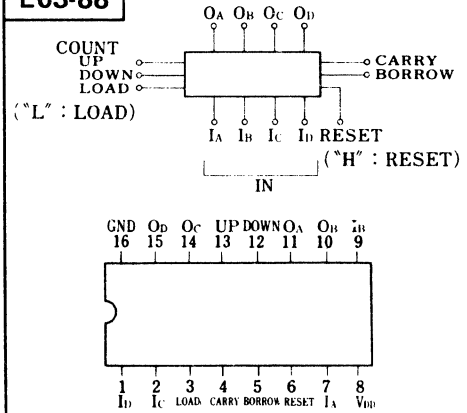 E03-88
OA OB OC OD
COUNT
UP
DOWN
LOAD
CARRY
BORROW
("L" : LOAD)
IA IB IC ID RESET
("H" : RESET)
IN
GND OD OC UP DOWN OA OB IB
16 15 14 13 12 11 10 9
1 2 3 4 5 6 7 8
ID IC LOAD CARRY BORROW RESET IA VDD